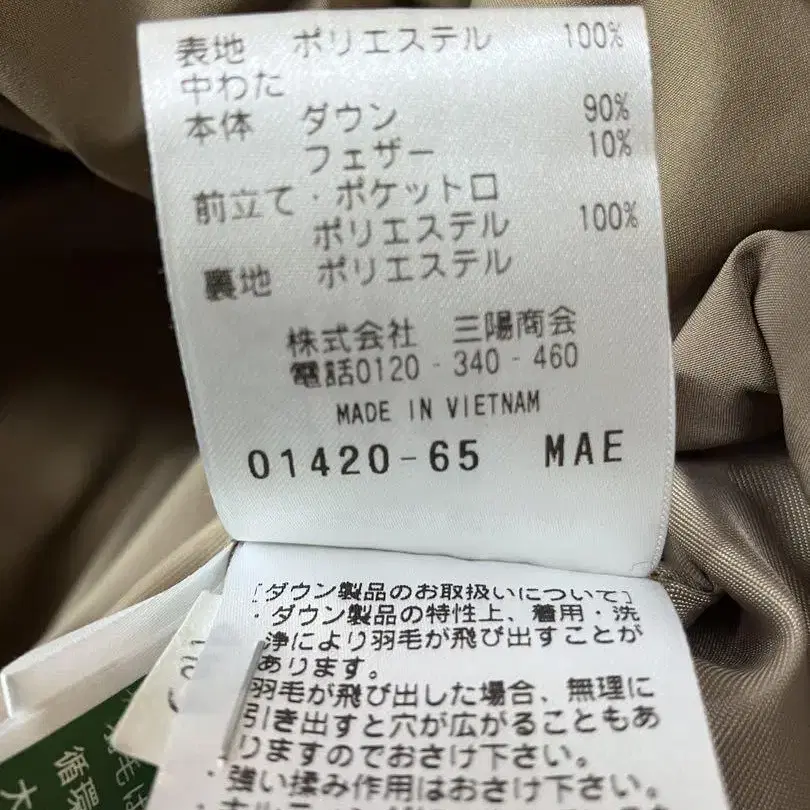 表地 ポリエステル 100%
中わた
本体 ダウン 90%
フェザー 10%
前立て・ポケット口
ポリエステル 100%
裏地 ポリエステル
株式会社 三陽商会
電話0120-340-460
MADE IN VIETNAM
01420-65 MAE
[ダウン製品のお取扱いについて]
・ダウン製品の特性上、着用・洗
浄により羽毛が飛び出すことが
あります。
羽毛が飛び出した場合、無理に
引き出すと穴が広がることもあ
りますのでおさけ下さい。
・強い揉み作用はおさけ下さい。
羽毛は
循環
大